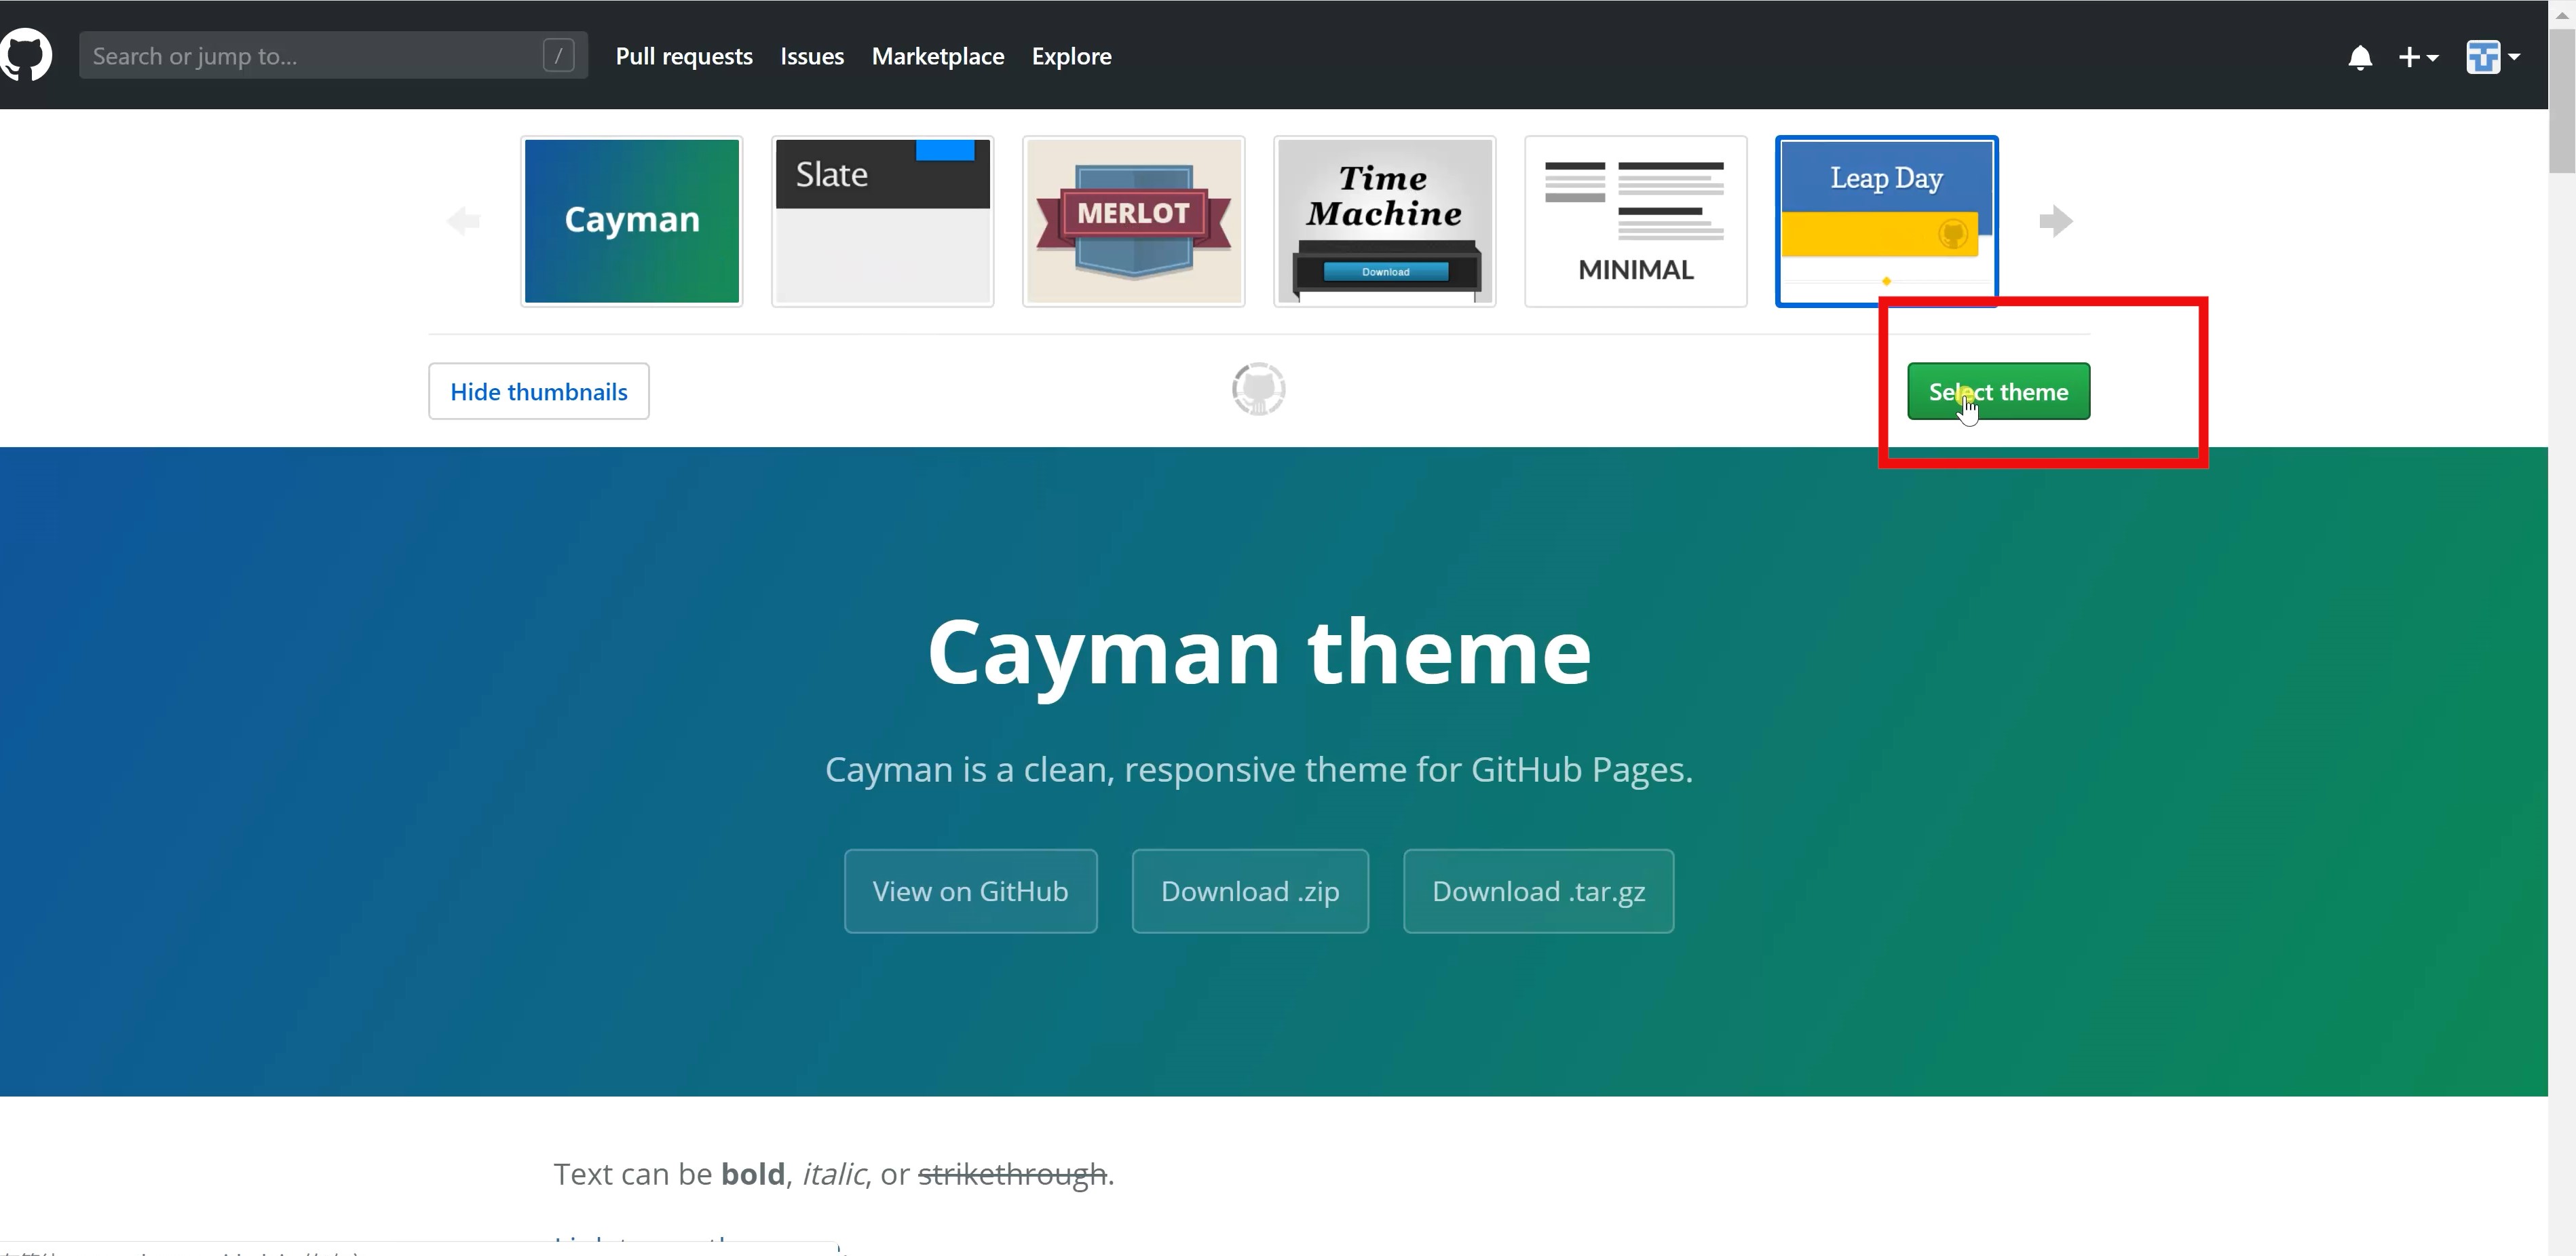 Search or jump to... /
Pull requests Issues Marketplace Explore
Cayman
Slate
MERLOT
Time
Machine
Download
MINIMAL
Leap Day
Hide thumbnails
Select theme
Cayman theme
Cayman is a clean, responsive theme for GitHub Pages.
View on GitHub Download .zip Download .tar.gz
Text can be bold, italic, or strikethrough.